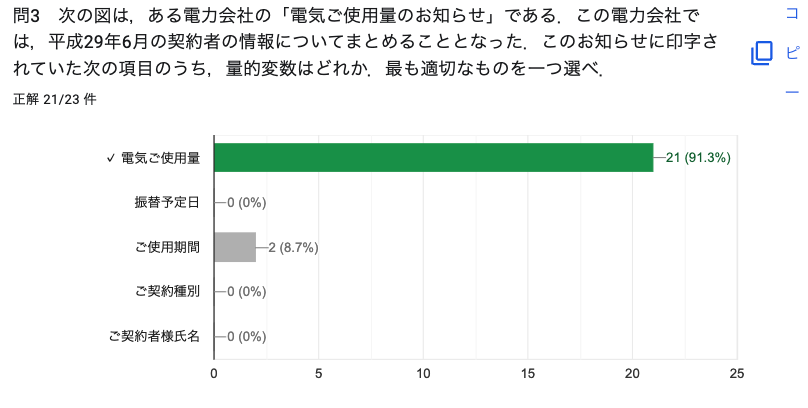 問3　次の図は，ある電力会社の「電気ご使用量のお知らせ」である．この電力会社で
は，平成29年6月の契約者の情報についてまとめることとなった．このお知らせに印字さ
れていた次の項目のうち，量的変数はどれか．最も適切なものを一つ選べ．
コ
ピ
ー
正解 21/23 件
✓ 電気ご使用量
21 (91.3%)
振替予定日
0 (0%)
ご使用期間
2 (8.7%)
ご契約種別
0 (0%)
ご契約者様氏名
0 (0%)
0 5 10 15 20 25